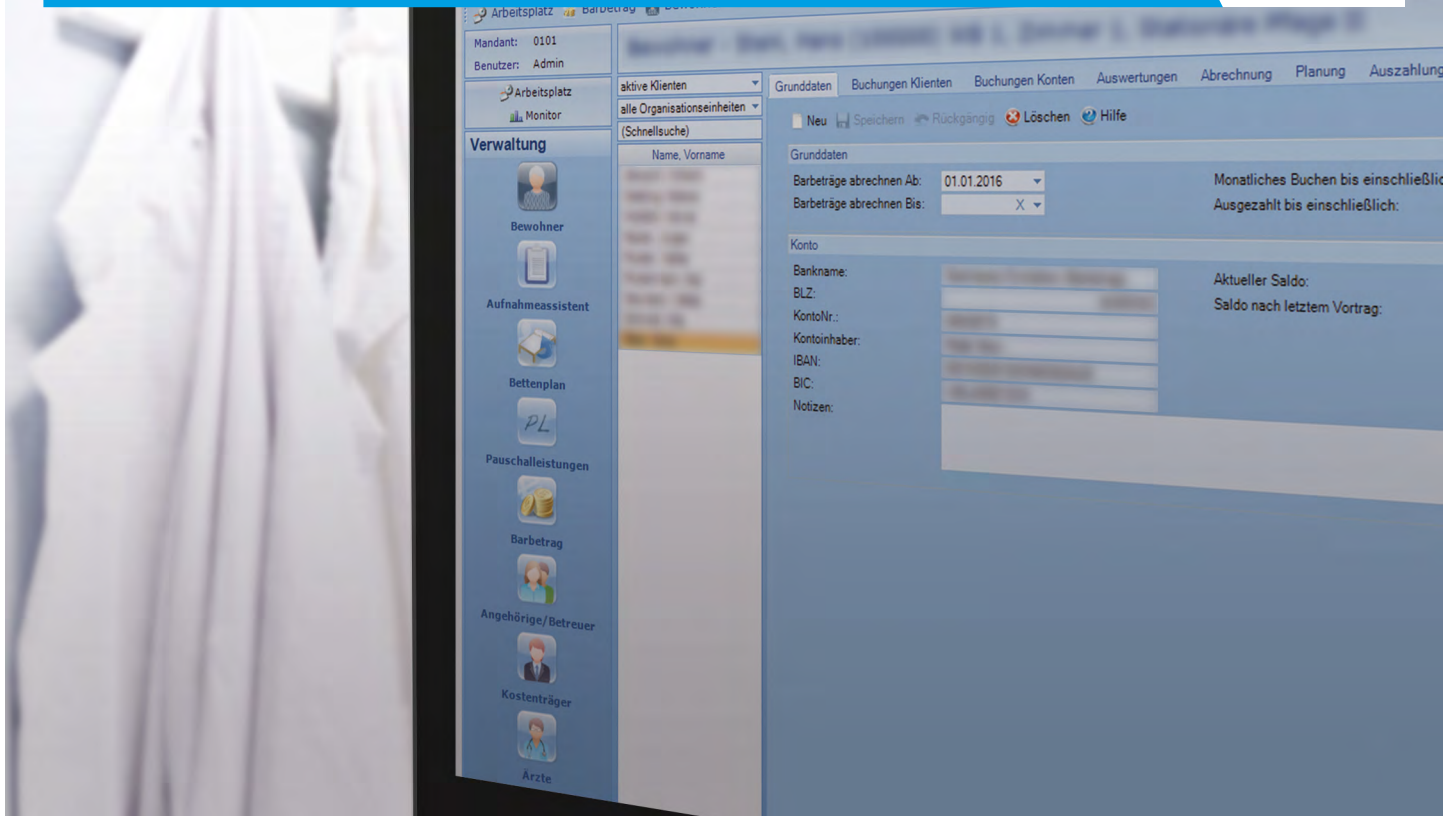 Arbeitsplatz
Mandant: 0101
Benutzer: Admin
Arbeitsplatz
Monitor
Verwaltung
Bewohner
Aufnahmeassistent
Bettenplan
PL
Pauschalleistungen
Barbetrag
Angehörige/Betreuer
Kostenträger
Ärzte
aktive Klienten
alle Organisationseinheiten
(Schnellsuche)
Name, Vorname
Grunddaten Buchungen Klienten Buchungen Konten Auswertungen Abrechnung Planung Auszahlung
Neu Speichern Rückgängig Löschen Hilfe
Grunddaten
Barbeträge abrechnen Ab: 01.01.2016 Monatliches Buchen bis einschließlic
Barbeträge abrechnen Bis: X Ausgezahlt bis einschließlich:
Konto
Bankname: Aktueller Saldo:
BLZ: Saldo nach letztem Vortrag:
KontoNr.:
Kontoinhaber:
IBAN:
BIC:
Notizen: